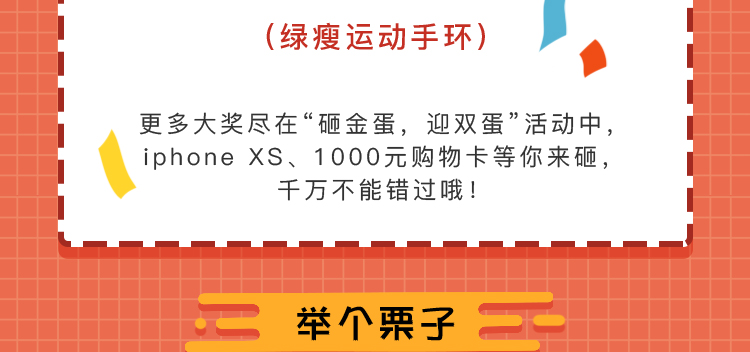 （绿瘦运动手环）
更多大奖尽在“砸金蛋，迎双蛋”活动中，
iphone XS、1000元购物卡等你来砸，
千万不能错过哦！
举个栗子